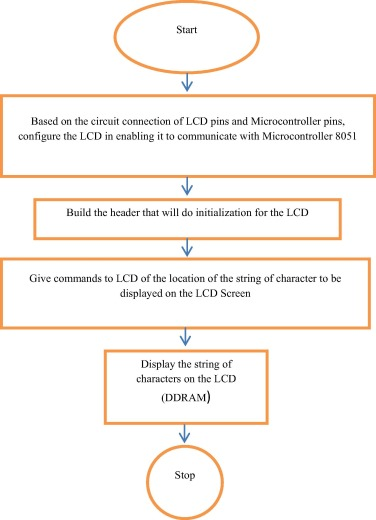 Start
Based on the circuit connection of LCD pins and Microcontroller pins,
configure the LCD in enabling it to communicate with Microcontroller 8051
Build the header that will do initialization for the LCD
Give commands to LCD of the location of the string of character to be
displayed on the LCD Screen
Display the string of
characters on the LCD
(DDRAM)
Stop